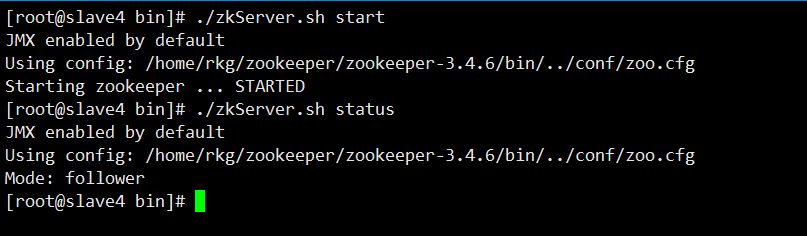 [root@slave4 bin]# ./zkServer.sh start
JMX enabled by default
Using config: /home/rkg/zookeeper/zookeeper-3.4.6/bin/../conf/zoo.cfg
Starting zookeeper ... STARTED
[root@slave4 bin]# ./zkServer.sh status
JMX enabled by default
Using config: /home/rkg/zookeeper/zookeeper-3.4.6/bin/../conf/zoo.cfg
Mode: follower
[root@slave4 bin]#